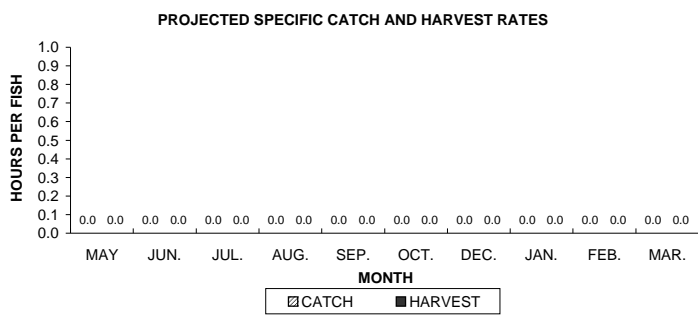 PROJECTED SPECIFIC CATCH AND HARVEST RATES
HOURS PER FISH
1.0
0.9
0.8
0.7
0.6
0.5
0.4
0.3
0.2
0.1
0.0
0.0 0.0 0.0 0.0 0.0 0.0 0.0 0.0 0.0 0.0 0.0 0.0 0.0 0.0 0.0 0.0 0.0 0.0 0.0 0.0
MAY JUN. JUL. AUG. SEP. OCT. DEC. JAN. FEB. MAR.
MONTH
CATCH HARVEST